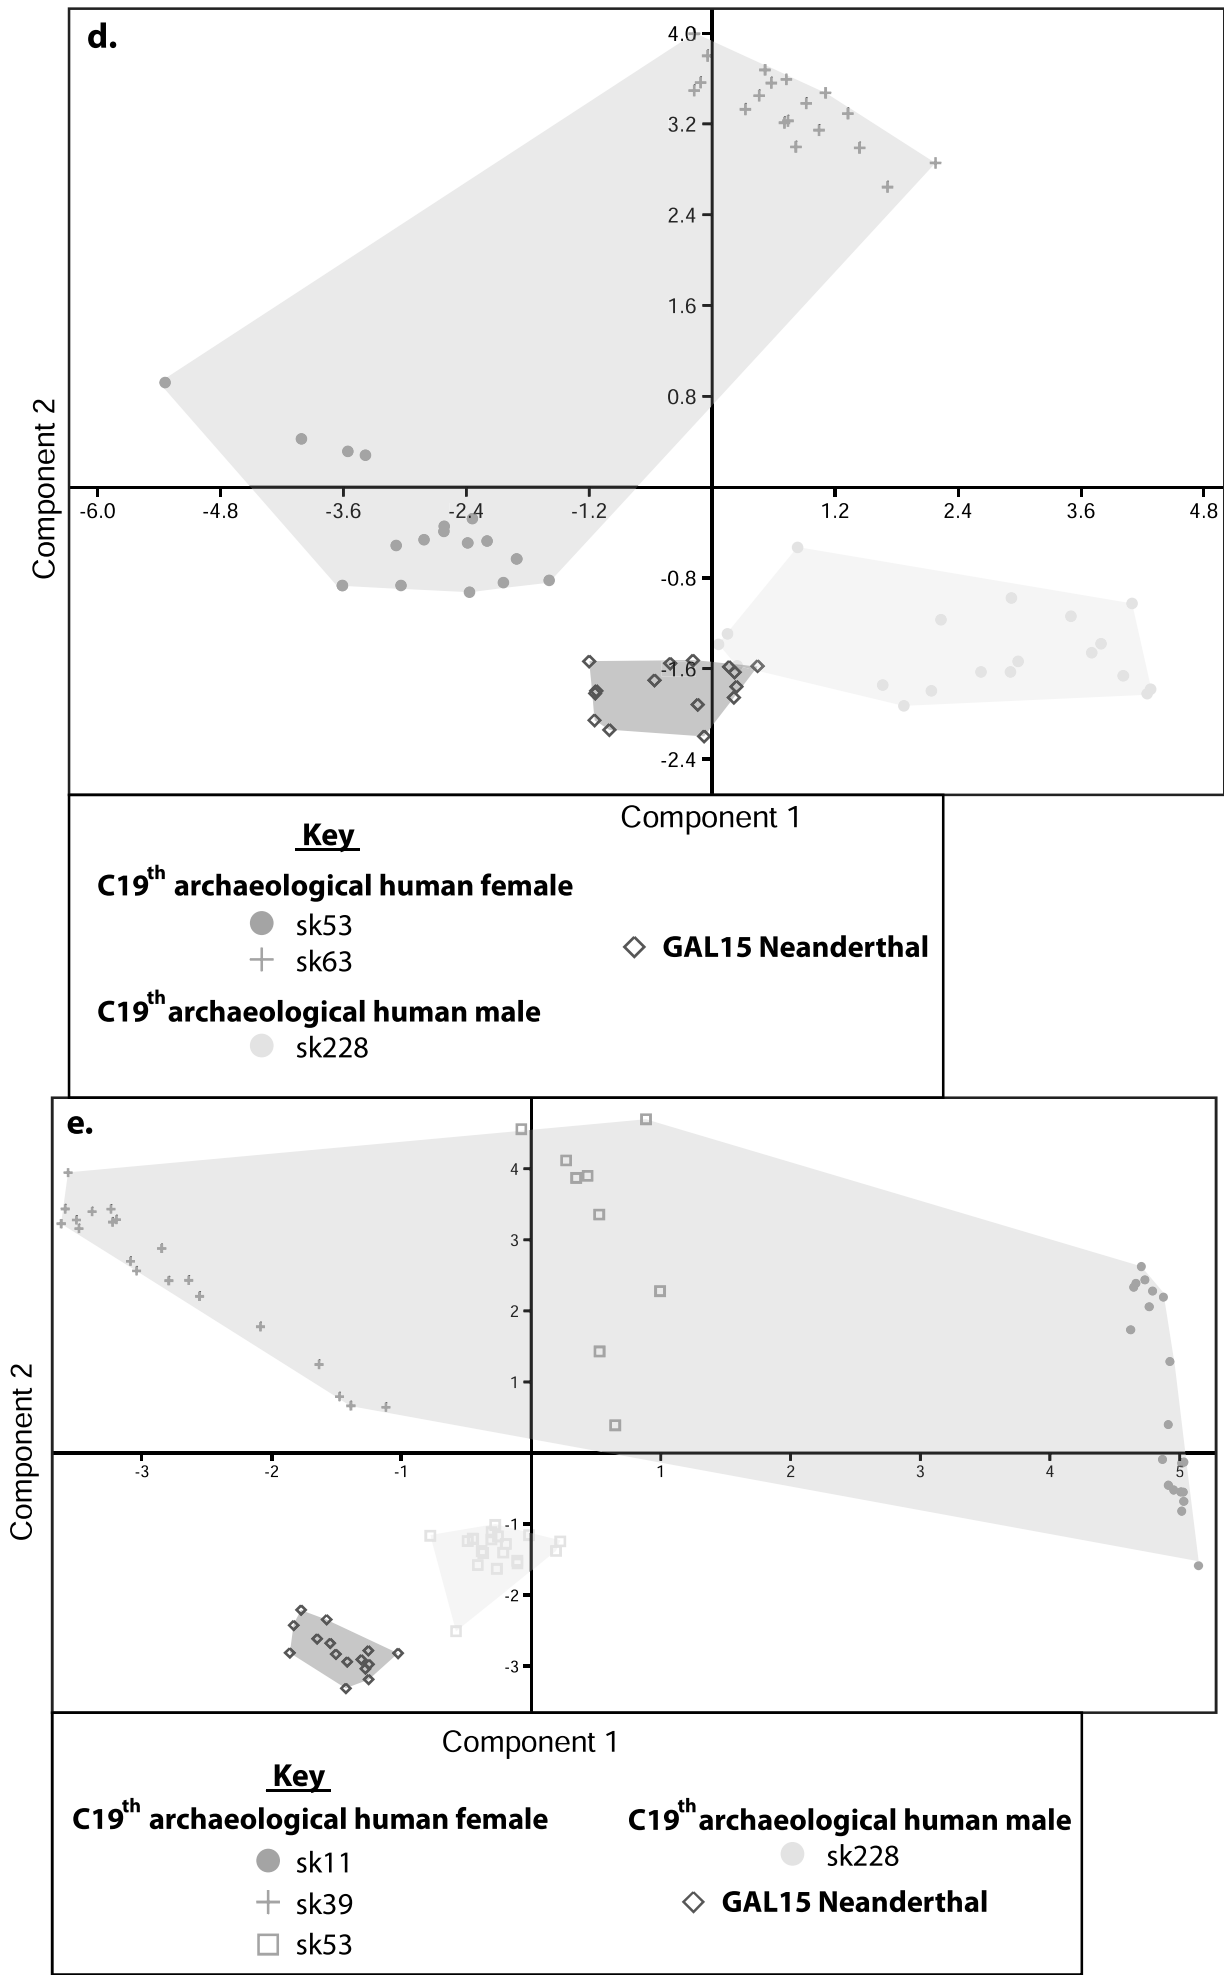 d.
4.0
3.2
2.4
1.6
0.8
-6.0 -4.8 -3.6 -2.4 -1.2 1.2 2.4 3.6 4.8
-0.8
-1.6
-2.4
Component 2
Component 1
Key
C19th archaeological human female
sk53
sk63
GAL15 Neanderthal
C19th archaeological human male
sk228
e.
4
3
2
1
-3 -2 -1 1 2 3 4 5
-1
-2
-3
Component 2
Component 1
Key
C19th archaeological human female
sk11
sk39
sk53
C19th archaeological human male
sk228
GAL15 Neanderthal